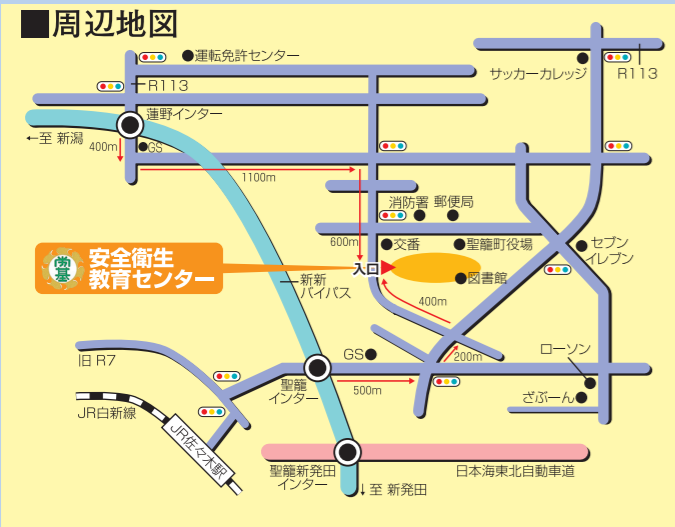 ■周辺地図
運転免許センター
サッカーカレッジ
R113
R113
蓮野インター
←至 新潟
400m
GS
1100m
消防署 郵便局
600m
交番
聖籠町役場
セブン
イレブン
安全衛生
教育センター
労
基
入口
図書館
新新
バイパス
400m
旧 R7
GS
200m
ローソン
聖籠
インター
500m
ざぶーん
JR白新線
JR佐々木駅
聖籠新発田
インター
日本海東北自動車道
↓至 新発田